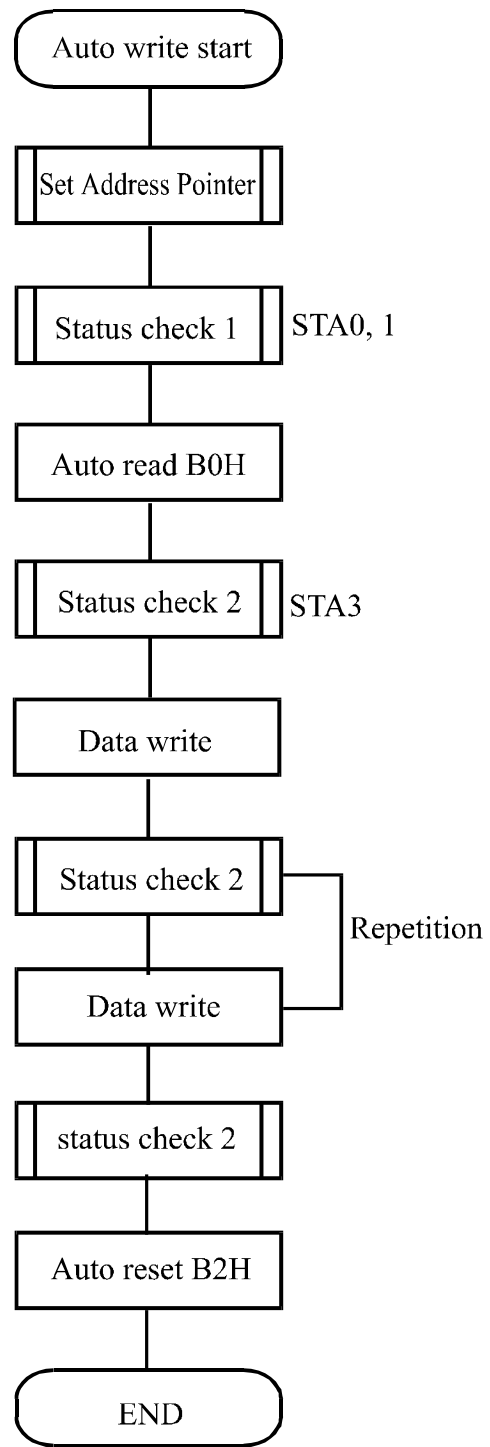 Auto write start
Set Address Pointer
Status check 1
STA0, 1
Auto read B0H
Status check 2
STA3
Data write
Status check 2
Repetition
Data write
status check 2
Auto reset B2H
END